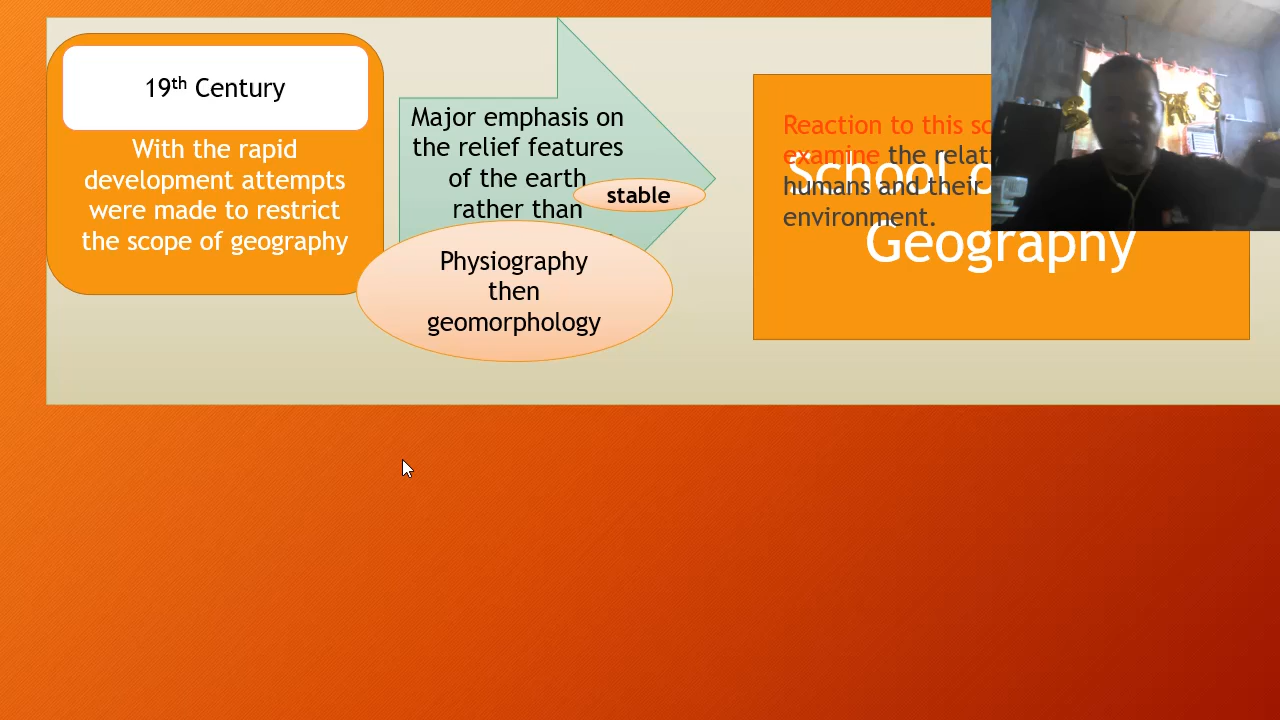 19th Century
With the rapid
development attempts
were made to restrict
the scope of geography
Major emphasis on
the relief features
of the earth
rather than
stable
Physiography
then
geomorphology
Reaction to this
examine the
humans and their
environment.
School
Geography